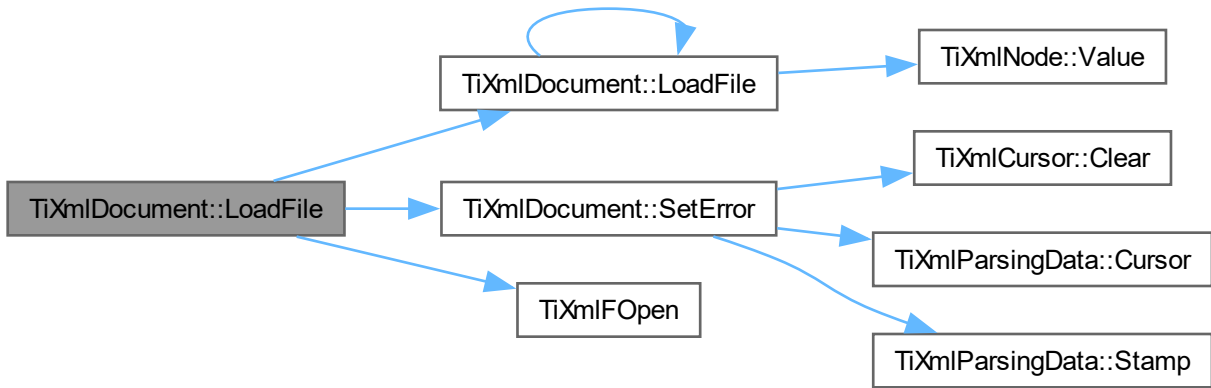 TiXmlDocument::LoadFile
TiXmlNode::Value
TiXmlCursor::Clear
TiXmlDocument::LoadFile
TiXmlDocument::SetError
TiXmlParsingData::Cursor
TiXmlFOpen
TiXmlParsingData::Stamp